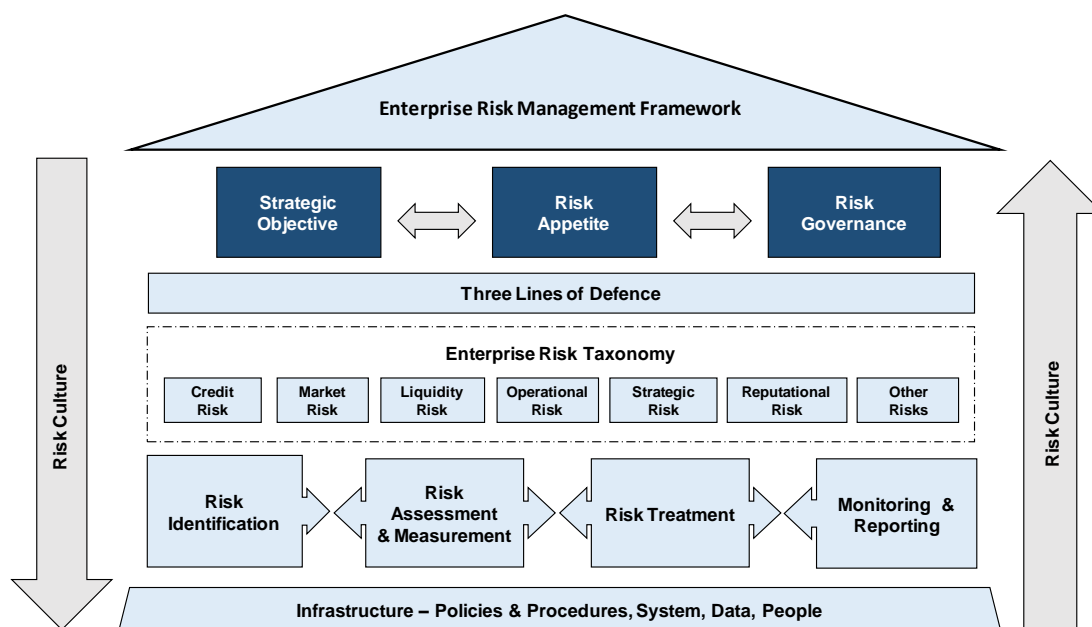 Enterprise Risk Management Framework
Strategic
Objective
Risk
Appetite
Risk
Governance
Three Lines of Defence
Enterprise Risk Taxonomy
Credit
Risk
Market
Risk
Liquidity
Risk
Operational
Risk
Strategic
Risk
Reputational
Risk
Other
Risks
Risk Culture
Risk Culture
Risk
Identification
Risk
Assessment
& Measurement
Risk Treatment
Monitoring &
Reporting
Infrastructure – Policies & Procedures, System, Data, People